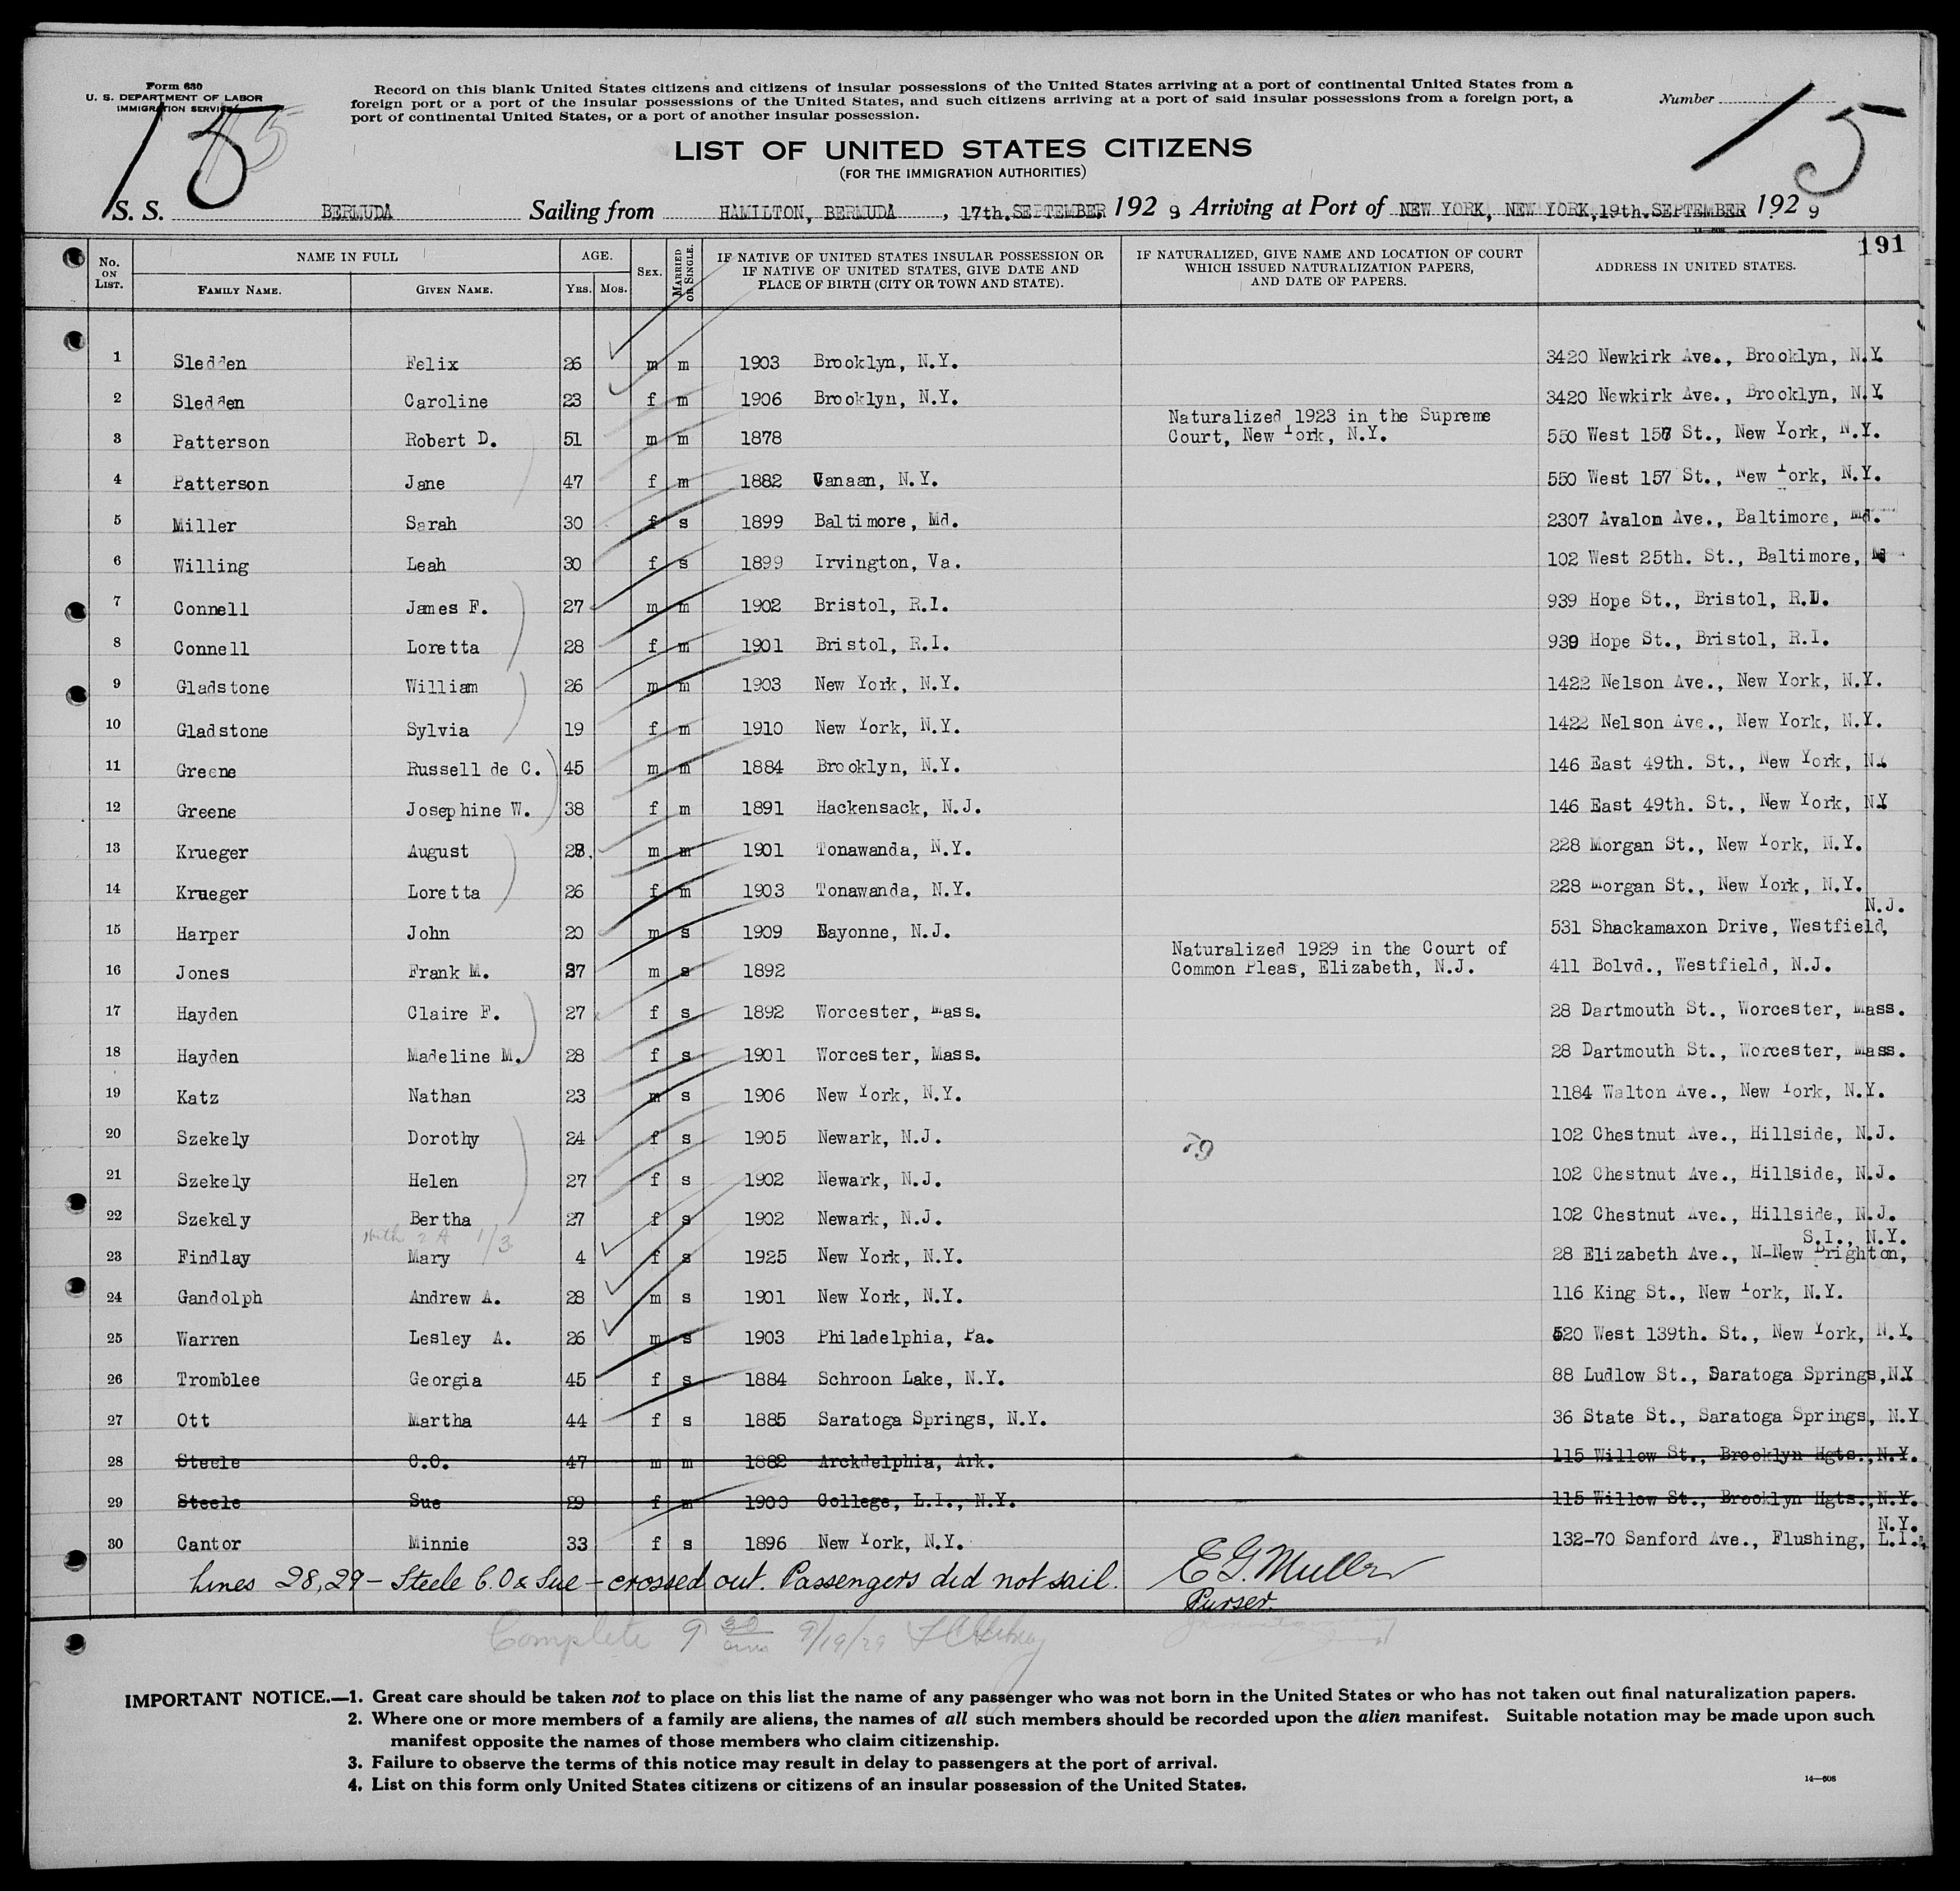 Form 630
U. S. DEPARTMENT OF LABOR
IMMIGRATION SERVICE
Record on this blank United States citizens and citizens of insular possessions of the United States arriving at a port of continental United States from a
foreign port or a port of the insular possessions of the United States, and such citizens arriving at a port of said insular possessions from a foreign port, a
port of continental United States, or a port of another insular possession.
Number
15
15
LIST OF UNITED STATES CITIZENS
(FOR THE IMMIGRATION AUTHORITIES)
S. S. BERMUDA Sailing from HAMILTON, BERMUDA, 17th. SEPTEMBER 1929, Arriving at Port of NEW YORK, NEW YORK, 19th. SEPTEMBER 1929
191
No. ON LIST. NAME IN FULL FAMILY NAME. GIVEN NAME. AGE. YRS. MOS. SEX. MARRIED OR SINGLE. IF NATIVE OF UNITED STATES INSULAR POSSESSION OR IF NATIVE OF UNITED STATES, GIVE DATE AND PLACE OF BIRTH (CITY OR TOWN AND STATE). IF NATURALIZED, GIVE NAME AND LOCATION OF COURT WHICH ISSUED NATURALIZATION PAPERS, AND DATE OF PAPERS. ADDRESS IN UNITED STATES.
1 Sledden Felix 26 m m 1903 Brooklyn, N.Y. 3420 Newkirk Ave., Brooklyn, N.Y.
2 Sledden Caroline 23 f m 1906 Brooklyn, N.Y. 3420 Newkirk Ave., Brooklyn, N.Y.
3 Patterson Robert D. 51 m m 1878 Naturalized 1923 in the Supreme Court, New York, N.Y. 550 West 157 St., New York, N.Y.
4 Patterson Jane 47 f m 1882 Canaan, N.Y. 550 West 157 St., New York, N.Y.
5 Miller Sarah 30 f s 1899 Baltimore, Md. 2307 Avalon Ave., Baltimore, Md.
6 Willing Leah 30 f s 1899 Irvington, Va. 102 West 25th. St., Baltimore, Md
7 Connell James F. 27 m m 1902 Bristol, R.I. 939 Hope St., Bristol, R.I.
8 Connell Loretta 28 f m 1901 Bristol, R.I. 939 Hope St., Bristol, R.I.
9 Gladstone William 26 m m 1903 New York, N.Y. 1422 Nelson Ave., New York, N.Y.
10 Gladstone Sylvia 19 f m 1910 New York, N.Y. 1422 Nelson Ave., New York, N.Y.
11 Greene Russell de C. 45 m m 1884 Brooklyn, N.Y. 146 East 49th. St., New York, N.Y.
12 Greene Josephine W. 38 f m 1891 Hackensack, N.J. 146 East 49th. St., New York, N.Y
13 Krueger August 28. m m 1901 Tonawanda, N.Y. 228 Morgan St., New York, N.Y.
14 Krueger Loretta 26 f m 1903 Tonawanda, N.Y. 228 Morgan St., New York, N.Y.
15 Harper John 20 m s 1909 Bayonne, N.J. 531 Shackamaxon Drive, Westfield, N.J.
16 Jones Frank M. 37 m s 1892 Naturalized 1929 in the Court of Common Pleas, Elizabeth, N.J. 411 Bolvd., Westfield, N.J.
17 Hayden Claire F. 27 f s 1892 Worcester, Mass. 28 Dartmouth St., Worcester, Mass.
18 Hayden Madeline M. 28 f s 1901 Worcester, Mass. 28 Dartmouth St., Worcester, Mass.
19 Katz Nathan 23 m s 1906 New York, N.Y. 1184 Walton Ave., New York, N.Y.
20 Szekely Dorothy 24 f s 1905 Newark, N.J. 102 Chestnut Ave., Hillside, N.J.
21 Szekely Helen 27 f s 1902 Newark, N.J. 102 Chestnut Ave., Hillside, N.J.
22 Szekely Bertha 27 f s 1902 Newark, N.J. 102 Chestnut Ave., Hillside, N.J.
with 2 A 1/3
23 Findlay Mary 4 f s 1925 New York, N.Y. 28 Elizabeth Ave., N-New Brighton, S.I., N.Y.
24 Gandolph Andrew A. 28 m s 1901 New York, N.Y. 116 King St., New York, N.Y.
25 Warren Lesley A. 26 m s 1903 Philadelphia, Pa. 520 West 139th. St., New York, N.Y.
26 Tromblee Georgia 45 f s 1884 Schroon Lake, N.Y. 88 Ludlow St., Saratoga Springs, N.Y
27 Ott Martha 44 f s 1885 Saratoga Springs, N.Y. 36 State St., Saratoga Springs, N.Y
28 Steele C.O. 47 m m 1882 Arckdelphia, Ark. 115 Willow St., Brooklyn Hgts., N.Y.
29 Steele Sue 29 f m 1900 College, L.I., N.Y. 115 Willow St., Brooklyn Hgts., N.Y.
30 Cantor Minnie 33 f s 1896 New York, N.Y. 132-70 Sanford Ave., Flushing, L.I., N.Y.
Lines 28, 29 - Steele C.O & Sue - crossed out. Passengers did not sail. E G. Muller
Purser.
Complete 9 30 am 9/19/29
IMPORTANT NOTICE.—1. Great care should be taken not to place on this list the name of any passenger who was not born in the United States or who has not taken out final naturalization papers.
2. Where one or more members of a family are aliens, the names of all such members should be recorded upon the alien manifest. Suitable notation may be made upon such
manifest opposite the names of those members who claim citizenship.
3. Failure to observe the terms of this notice may result in delay to passengers at the port of arrival.
4. List on this form only United States citizens or citizens of an insular possession of the United States.
14—608